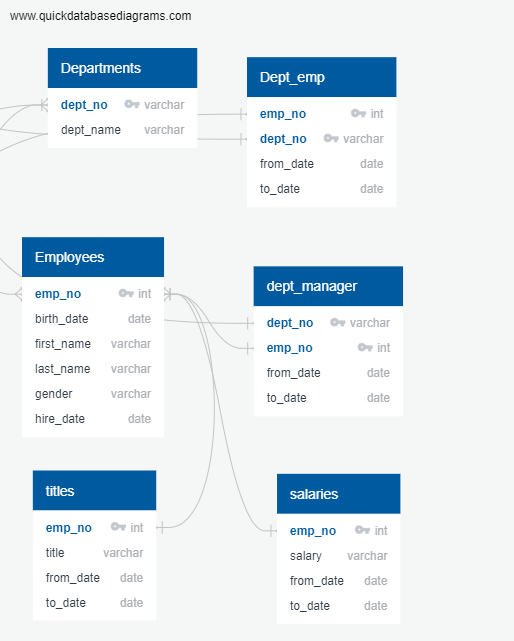 www.quickdatabasediagrams.com
Departments
dept_no varchar
dept_name varchar
Dept_emp
emp_no int
dept_no varchar
from_date date
to_date date
Employees
emp_no int
birth_date date
first_name varchar
last_name varchar
gender varchar
hire_date date
dept_manager
dept_no varchar
emp_no int
from_date date
to_date date
titles
emp_no int
title varchar
from_date date
to_date date
salaries
emp_no int
salary varchar
from_date date
to_date date